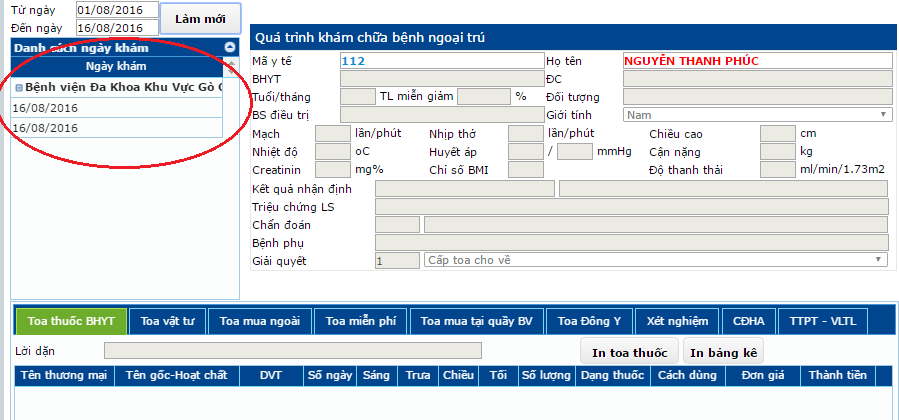 Từ ngày 01/08/2016
Đến ngày 16/08/2016
Làm mới
Danh sách ngày khám
Ngày khám
Bệnh viện Đa Khoa Khu Vực Gò
16/08/2016
16/08/2016
Quá trình khám chữa bệnh ngoại trú
Mã y tế 112 Họ tên NGUYỄN THANH PHÚC
BHYT ĐC
Tuổi/tháng TL miễn giảm % Đối tượng
BS điều trị Giới tính Nam
Mạch lần/phút Nhịp thở lần/phút Chiều cao cm
Nhiệt độ oC Huyết áp / mmHg Cận nặng kg
Creatinin mg% Chỉ số BMI Độ thanh thải ml/min/1.73m2
Kết quả nhận định
Triệu chứng LS
Chẩn đoán
Bệnh phụ
Giải quyết 1 Cấp toa cho về
Toa thuốc BHYT Toa vật tư Toa mua ngoài Toa miễn phí Toa mua tại quầy BV Toa Đông Y Xét nghiệm CĐHA TTPT - VLTL
Lời dặn In toa thuốc In bảng kê
Tên thương mại Tên gốc-Hoạt chất DVT Số ngày Sáng Trưa Chiều Tối Số lượng Dạng thuốc Cách dùng Đơn giá Thành tiền